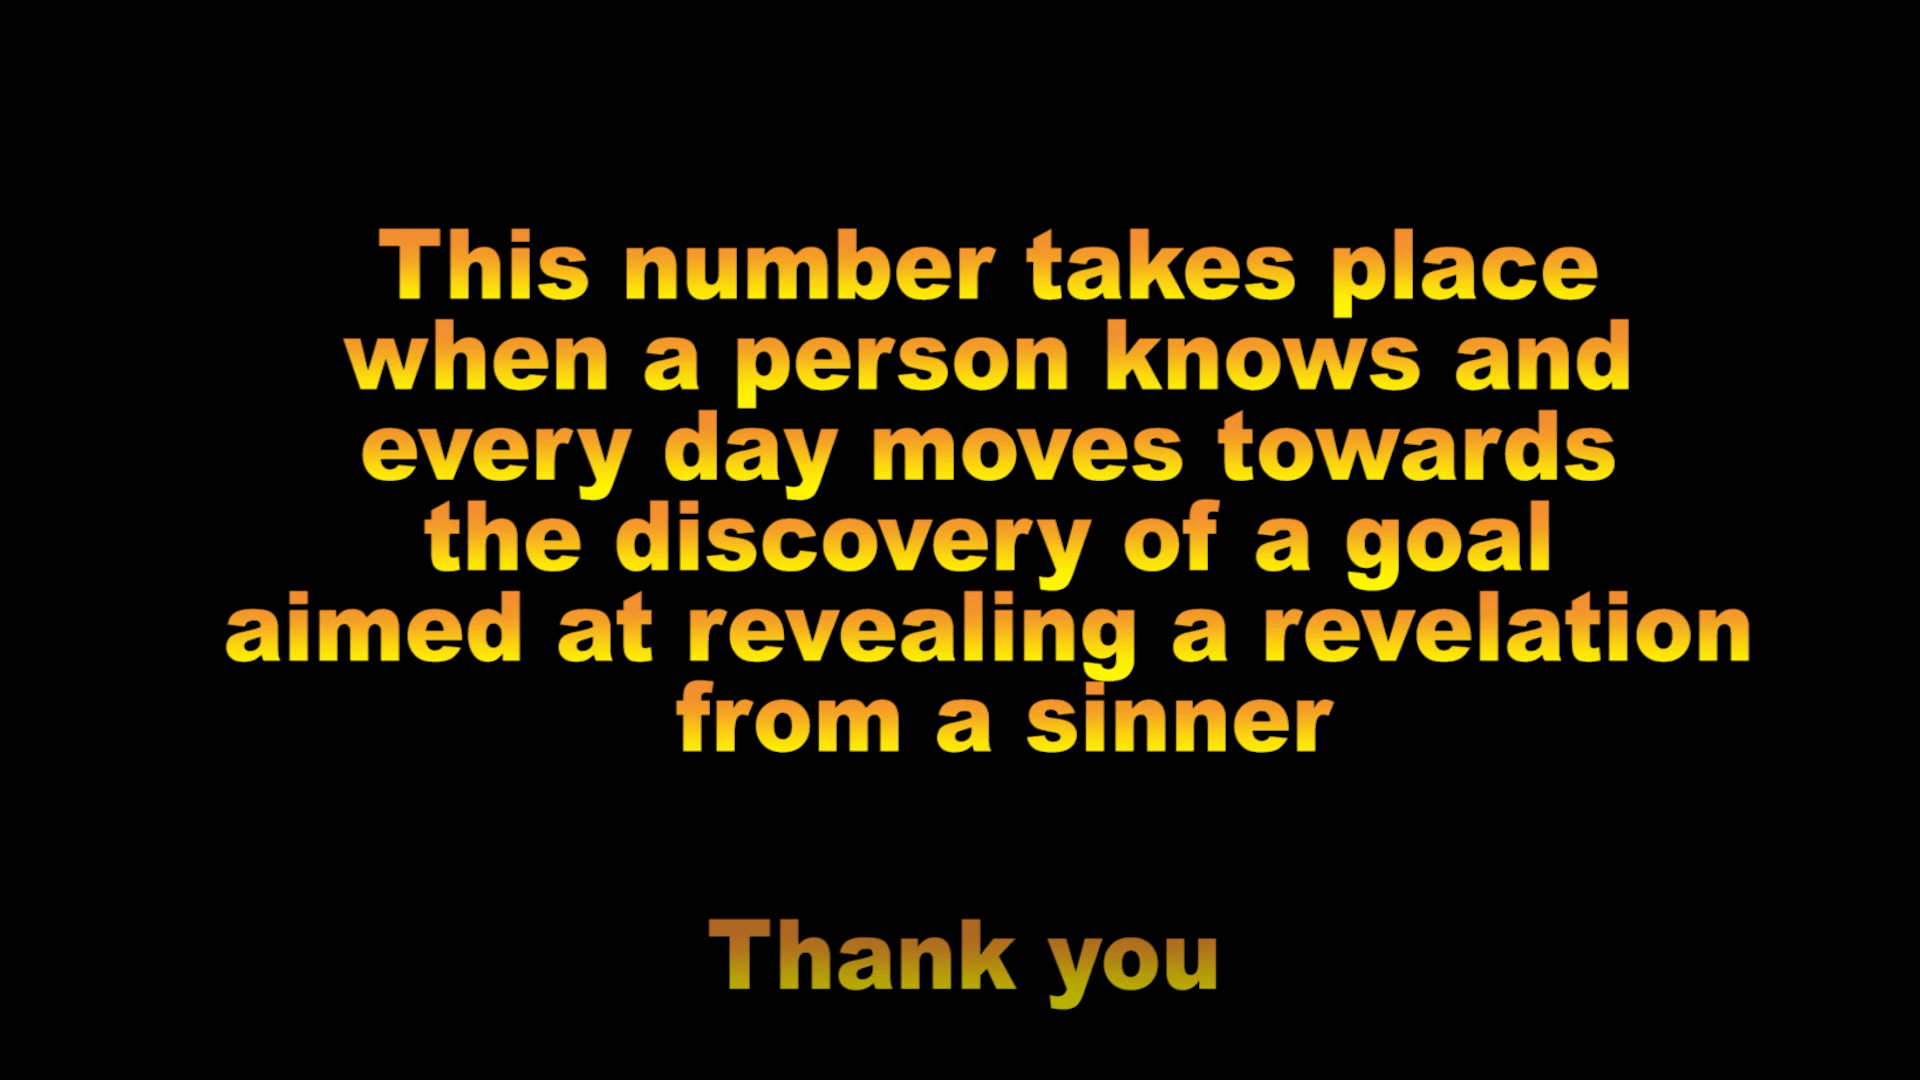 This number takes place
when a person knows and
every day moves towards
the discovery of a goal
aimed at revealing a revelation
from a sinner
Thank you